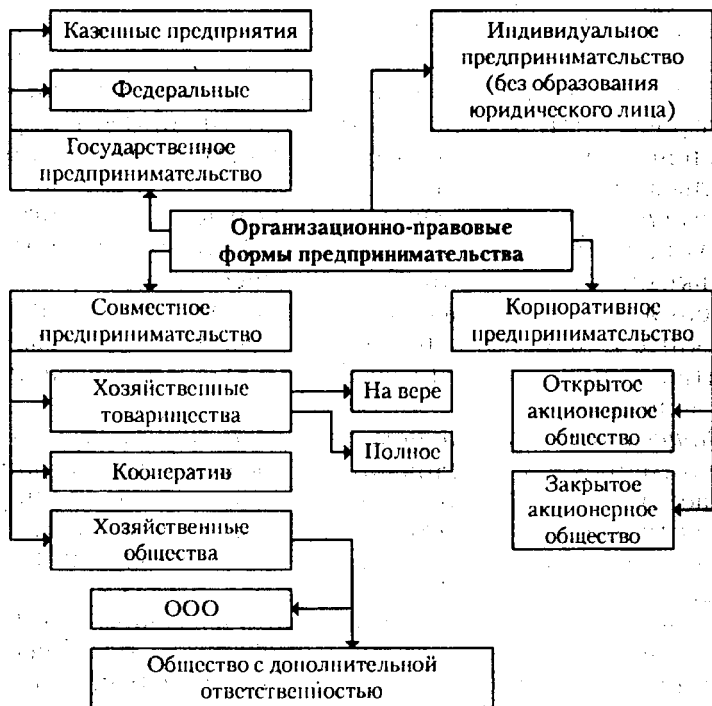 Казенные предприятия
Федеральные
Государственное
предпринимательство
Индивидуальное
предпринимательство
(без образования
юридического лица)
Организационно-правовые
формы предпринимательства
Совместное
предпринимательство
Хозяйственные
товарищества
На вере
Полное
Кооператив
Хозяйственные
общества
ООО
Общество с дополнительной
ответственностью
Корпоративное
предпринимательство
Открытое
акционерное
общество
Закрытое
акционерное
общество